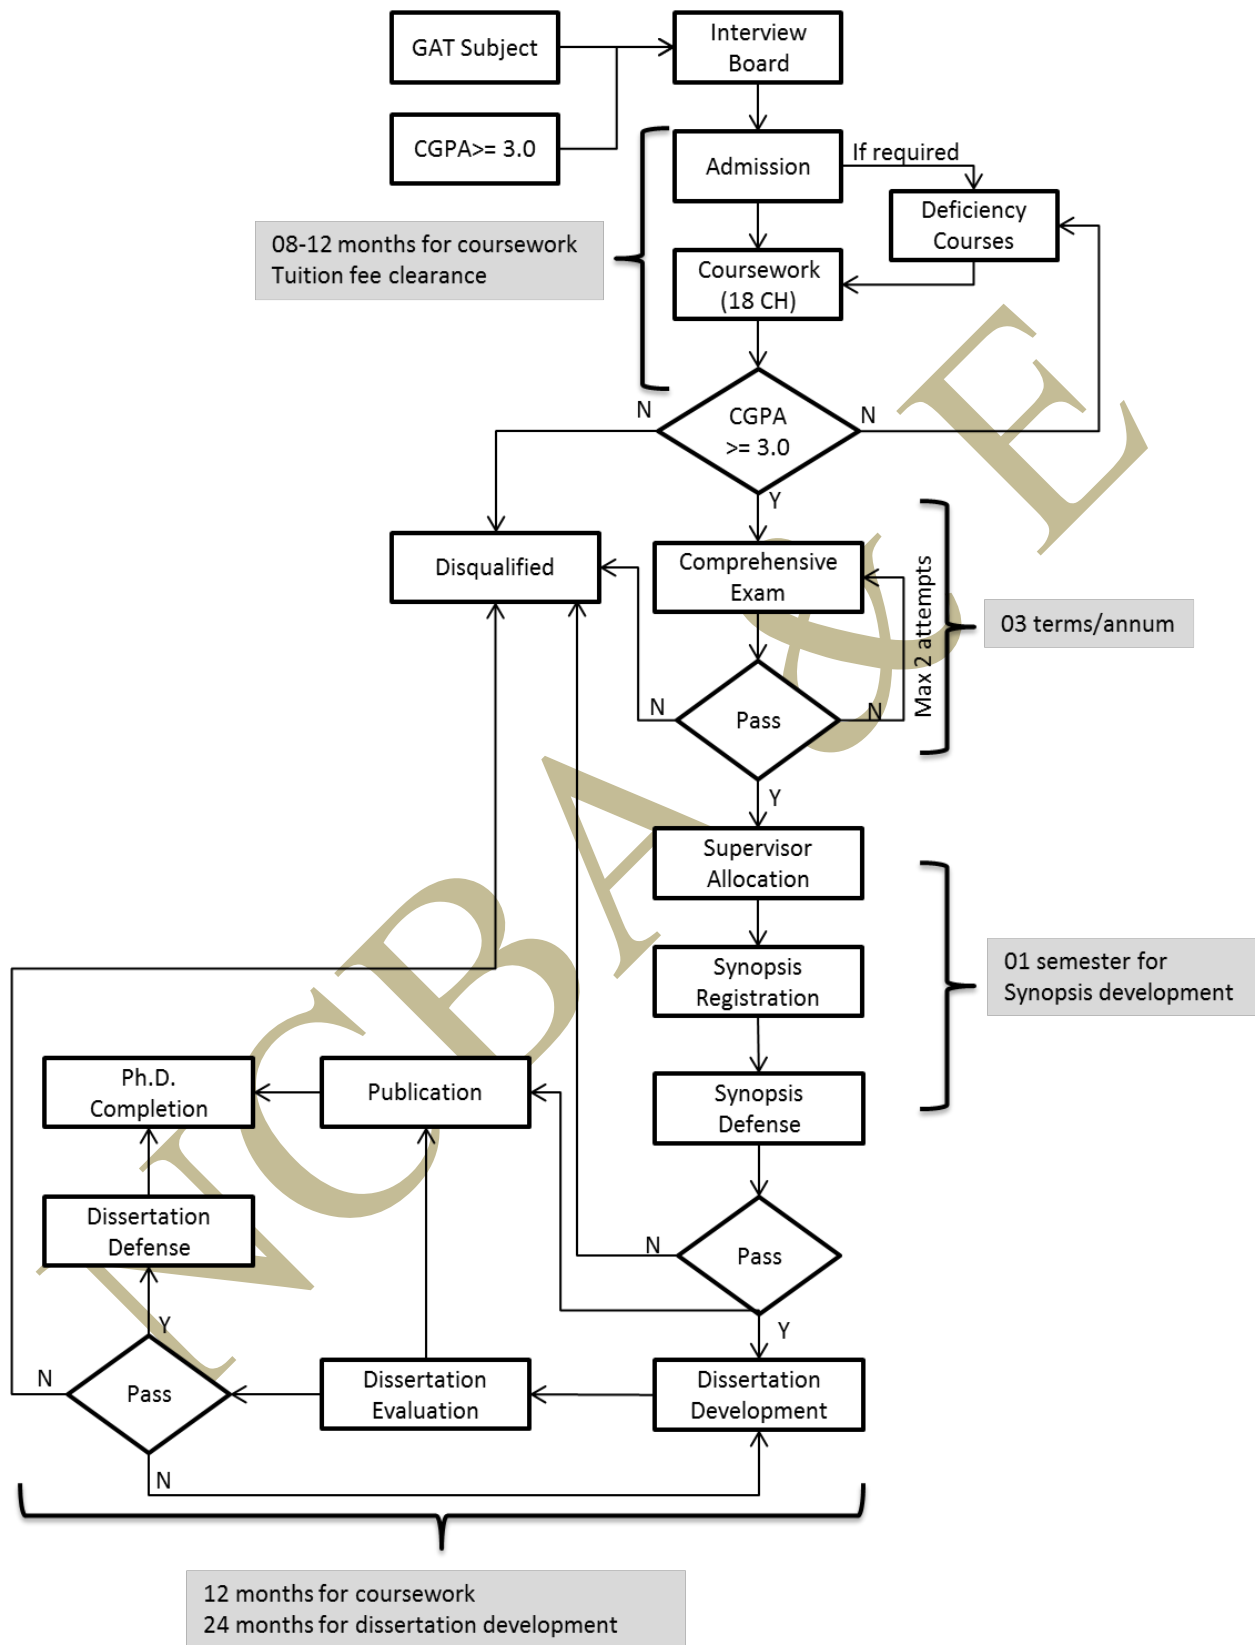 GAT Subject
Interview
Board
CGPA>= 3.0
Admission
If required
Deficiency
Courses
08-12 months for coursework
Tuition fee clearance
Coursework
(18 CH)
N
CGPA
>= 3.0
N
Y
Disqualified
Comprehensive
Exam
Max 2 attempts
03 terms/annum
N
Pass
N
Y
Supervisor
Allocation
Synopsis
Registration
01 semester for
Synopsis development
Ph.D.
Completion
Publication
Synopsis
Defense
Dissertation
Defense
N
Pass
Y
Y
N
Pass
Dissertation
Evaluation
Dissertation
Development
N
12 months for coursework
24 months for dissertation development
NCBA & E